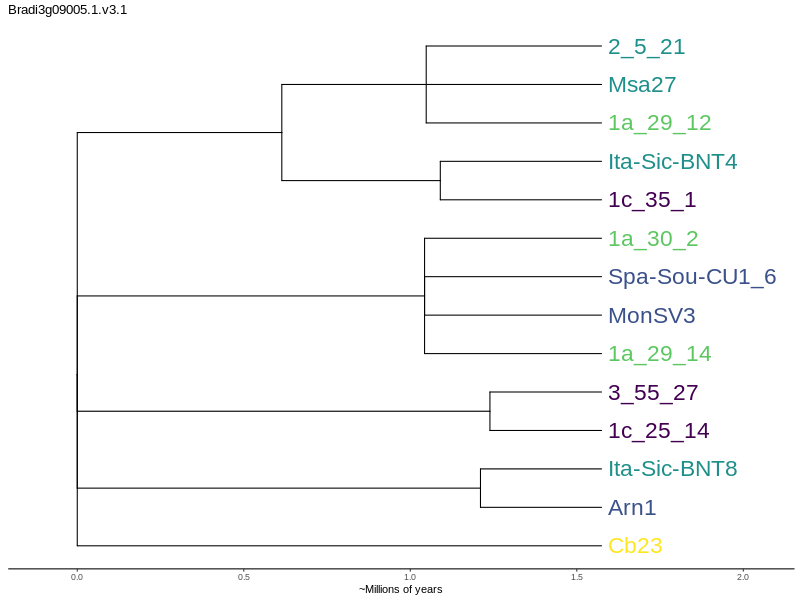 Bradi3g09005.1.v3.1
2_5_21
Msa27
1a_29_12
Ita-Sic-BNT4
1c_35_1
1a_30_2
Spa-Sou-CU1_6
MonSV3
1a_29_14
3_55_27
1c_25_14
Ita-Sic-BNT8
Arn1
Cb23
0.0 0.5 1.0 1.5 2.0
~Millions of years